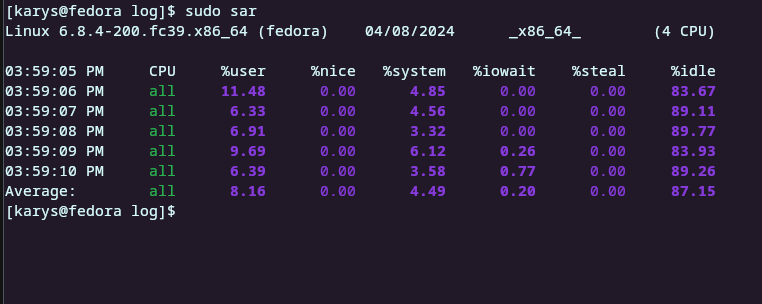 [karys@fedora log]$ sudo sar
Linux 6.8.4-200.fc39.x86_64 (fedora) 04/08/2024 _x86_64_ (4 CPU)
03:59:05 PM CPU %user %nice %system %iowait %steal %idle
03:59:06 PM all 11.48 0.00 4.85 0.00 0.00 83.67
03:59:07 PM all 6.33 0.00 4.56 0.00 0.00 89.11
03:59:08 PM all 6.91 0.00 3.32 0.00 0.00 89.77
03:59:09 PM all 9.69 0.00 6.12 0.26 0.00 83.93
03:59:10 PM all 6.39 0.00 3.58 0.77 0.00 89.26
Average: all 8.16 0.00 4.49 0.20 0.00 87.15
[karys@fedora log]$